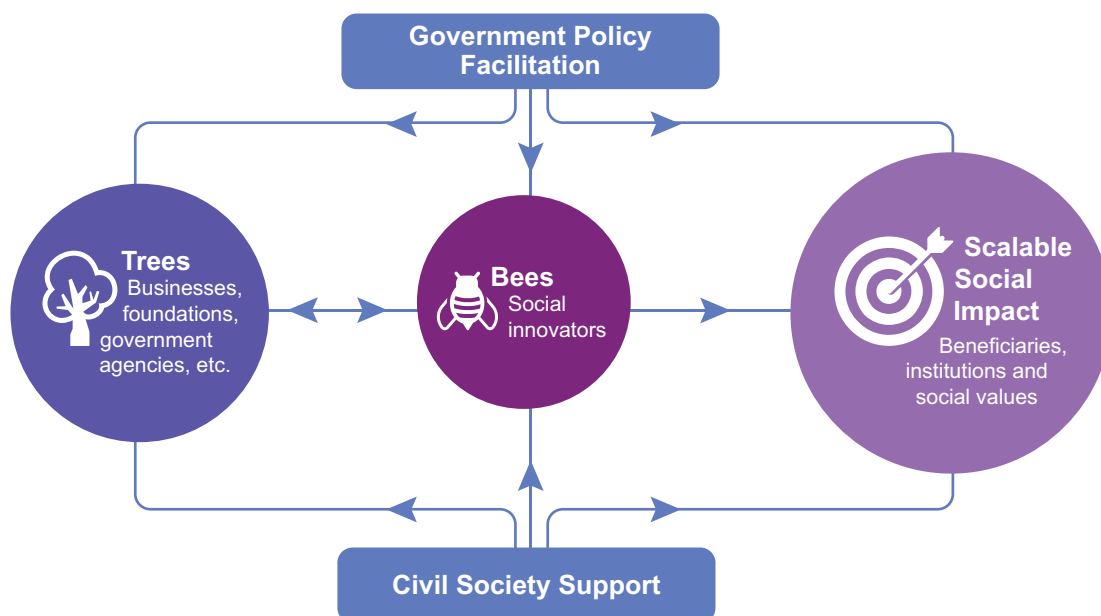 Government Policy
Facilitation
Trees
Businesses,
foundations,
government
agencies, etc.
Bees
Social
innovators
Scalable
Social
Impact
Beneficiaries,
institutions and
social values
Civil Society Support